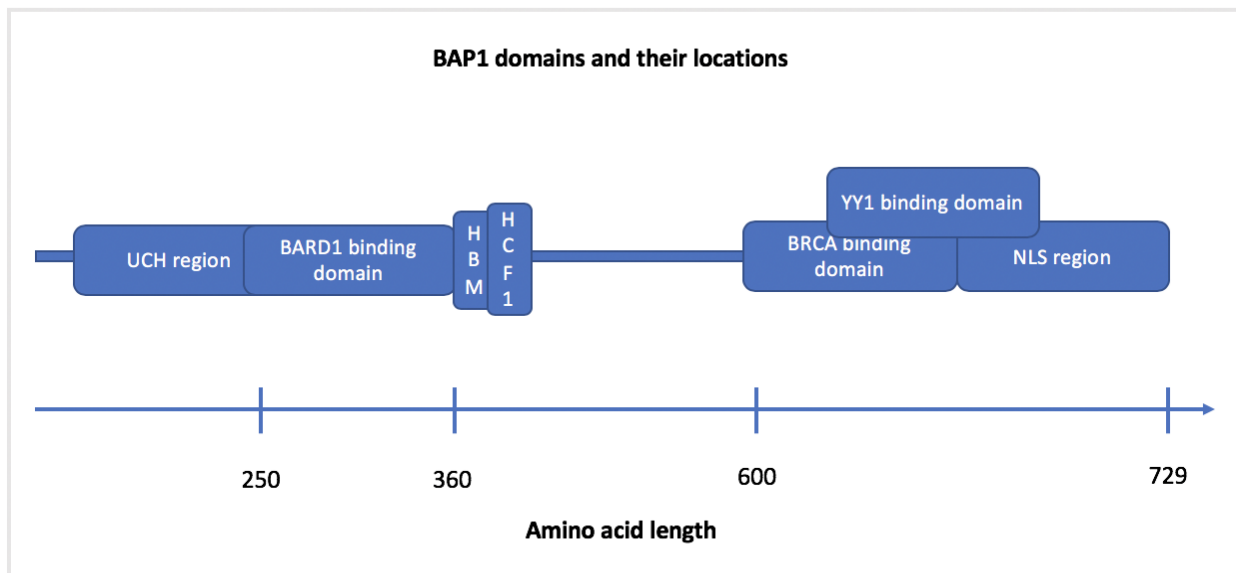 BAP1 domains and their locations
UCH region
BARD1 binding
domain
H
B
M
H
C
F
1
YY1 binding domain
BRCA binding
domain
NLS region
250
360
600
729
Amino acid length